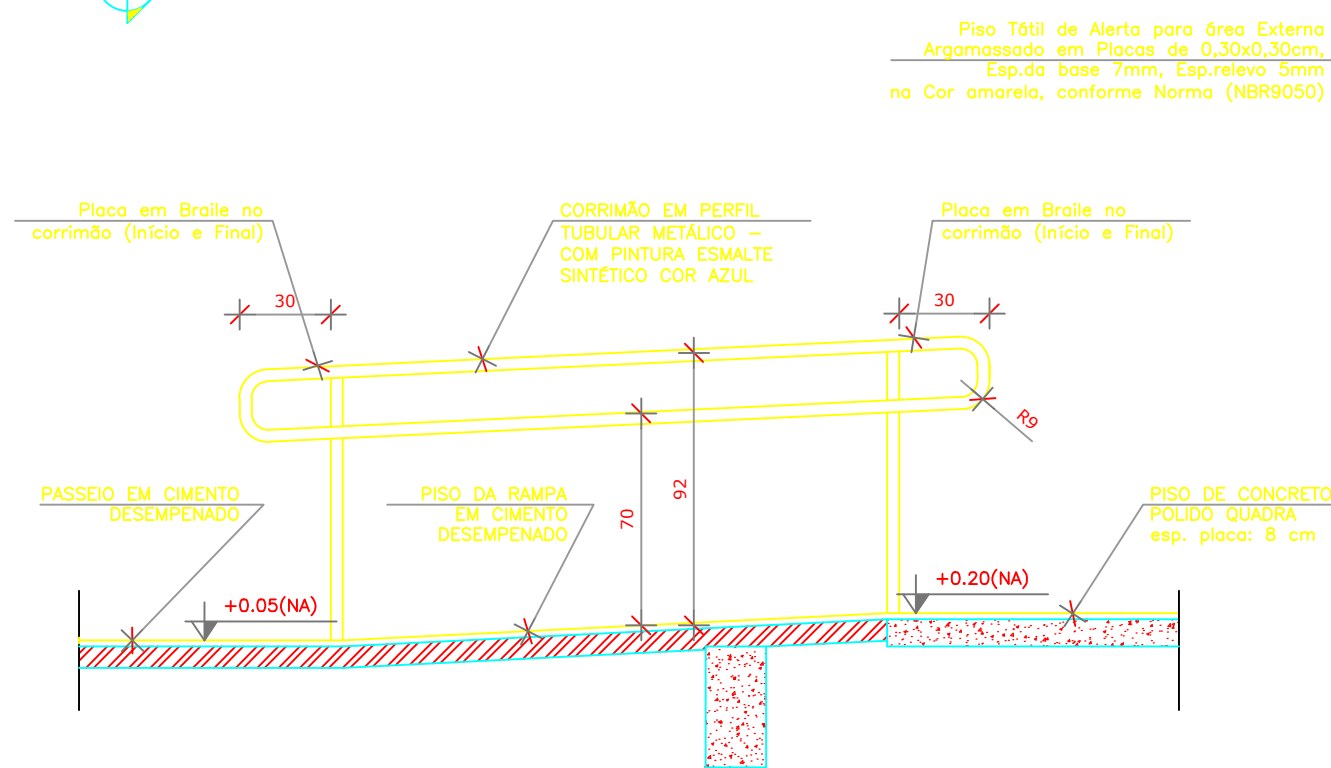 Piso Tãtil de Alerta para ãrea Externa
Argamassado em Placas de 0,30x0,30cm,
Esp.da base 7mm, Esp.relevo 5mm
na Cor amarela, conforme Norma (NBR9050)
Placa em Braile no
corrimão (Início e Final)
CORRIMÃO EM PERFIL
TUBULAR METÁLICO –
COM PINTURA ESMALTE
SINTÉTICO COR AZUL
Placa em Braile no
corrimão (Início e Final)
30
30
R9
92
70
PASSEIO EM CIMENTO
DESEMPENADO
PISO DA RAMPA
EM CIMENTO
DESEMPENADO
PISO DE CONCRETO
POLIDO QUADRA
esp. placa: 8 cm
+0.05(NA)
+0.20(NA)